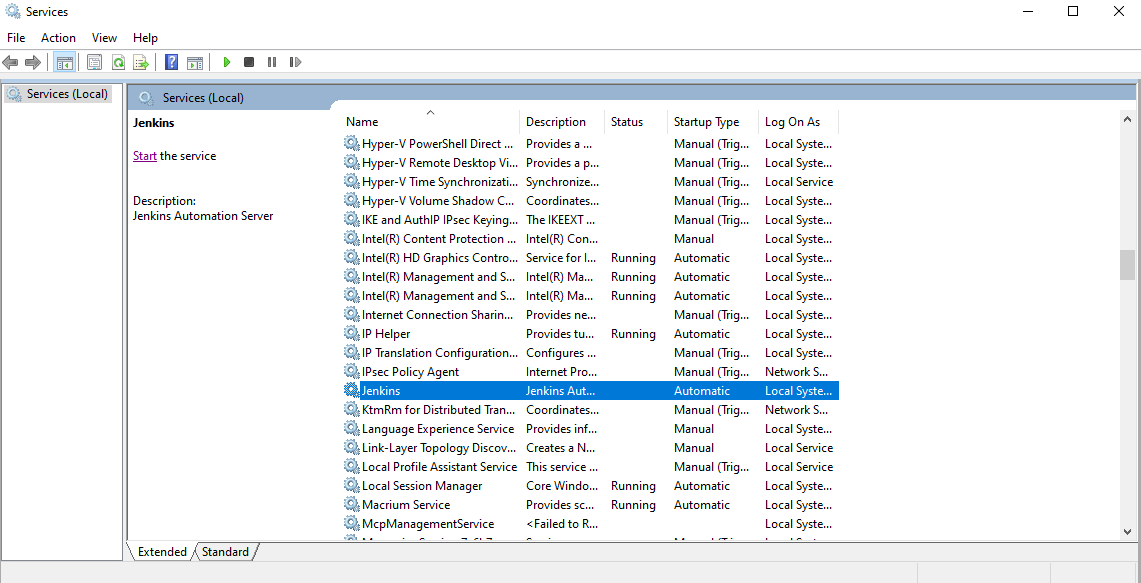 Services
File Action View Help
Services (Local)
Services (Local)
Jenkins
Start the service
Description:
Jenkins Automation Server
Name Description Status Startup Type Log On As
Hyper-V PowerShell Direct ... Provides a ... Manual (Trig... Local Syste...
Hyper-V Remote Desktop Vi... Provides a p... Manual (Trig... Local Syste...
Hyper-V Time Synchronizati... Synchronize... Manual (Trig... Local Service
Hyper-V Volume Shadow C... Coordinates... Manual (Trig... Local Syste...
IKE and AuthIP IPsec Keying... The IKEEXT ... Manual (Trig... Local Syste...
Intel(R) Content Protection ... Intel(R) Con... Manual Local Syste...
Intel(R) HD Graphics Contro... Service for I... Running Automatic Local Syste...
Intel(R) Management and S... Intel(R) Ma... Running Automatic Local Syste...
Intel(R) Management and S... Intel(R) Ma... Running Automatic Local Syste...
Internet Connection Sharin... Provides ne... Manual (Trig... Local Syste...
IP Helper Provides tu... Running Automatic Local Syste...
IP Translation Configuration... Configures ... Manual (Trig... Local Syste...
IPsec Policy Agent Internet Pro... Manual (Trig... Network S...
Jenkins Jenkins Aut... Automatic Local Syste...
KtmRm for Distributed Tran... Coordinates... Manual (Trig... Network S...
Language Experience Service Provides inf... Manual Local Syste...
Link-Layer Topology Discov... Creates a N... Manual Local Service
Local Profile Assistant Service This service ... Manual (Trig... Local Service
Local Session Manager Core Windo... Running Automatic Local Syste...
Macrium Service Provides sc... Running Automatic Local Syste...
McpManagementService <Failed to R... Local Syste...
Extended Standard